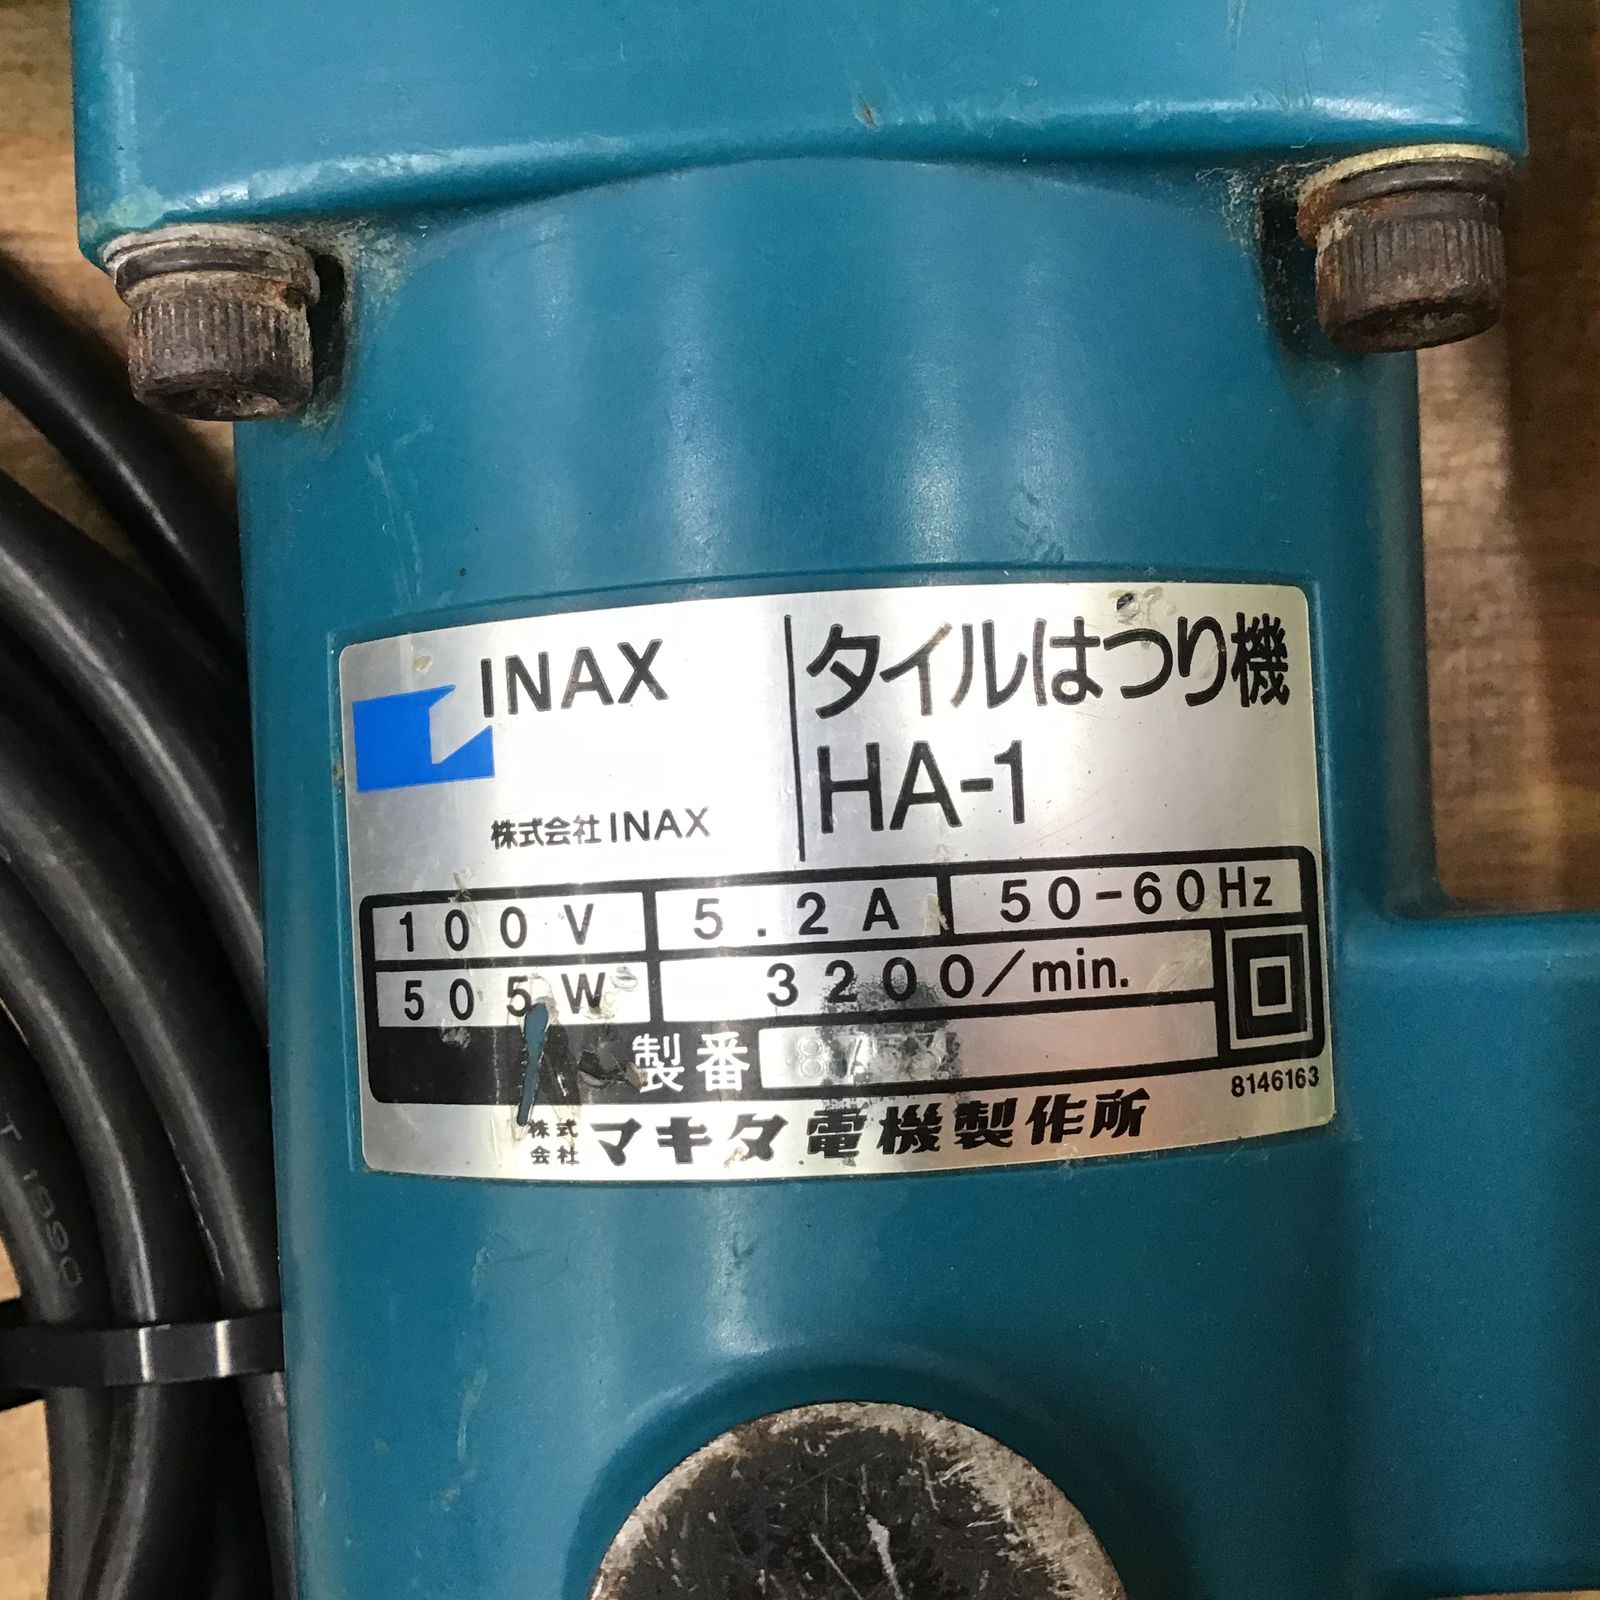 INAX
株式会社INAX
タイルはつり機
HA-1
100V 5.2A 50-60Hz
505W 3200/min.
製番
8146163
株式会社 マキタ電機製作所
T 1990